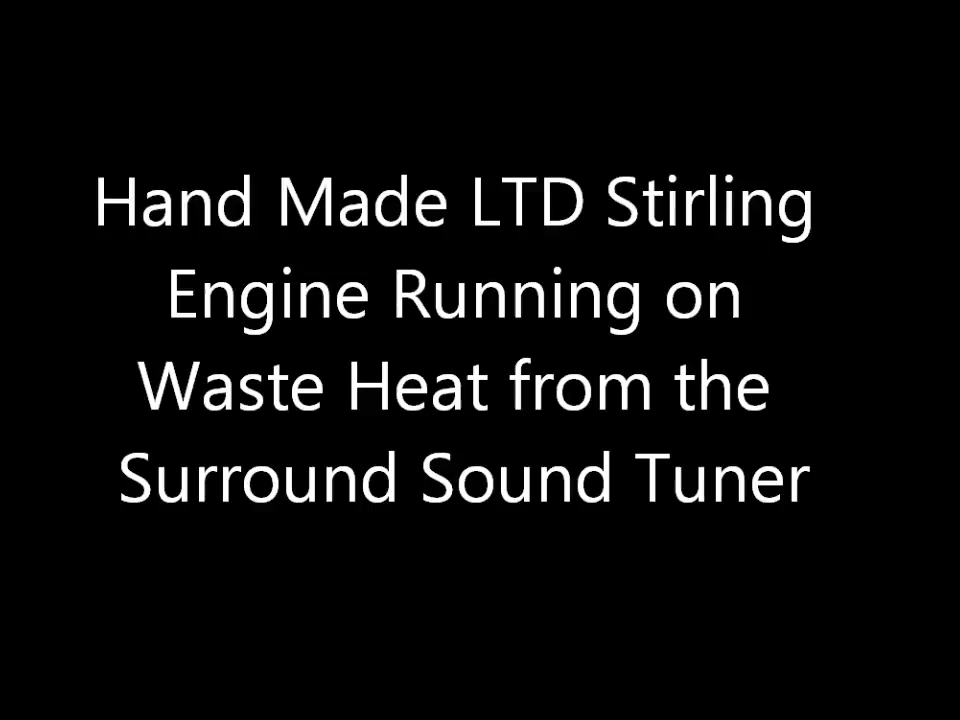 Hand Made LTD Stirling
Engine Running on
Waste Heat from the
Surround Sound Tuner